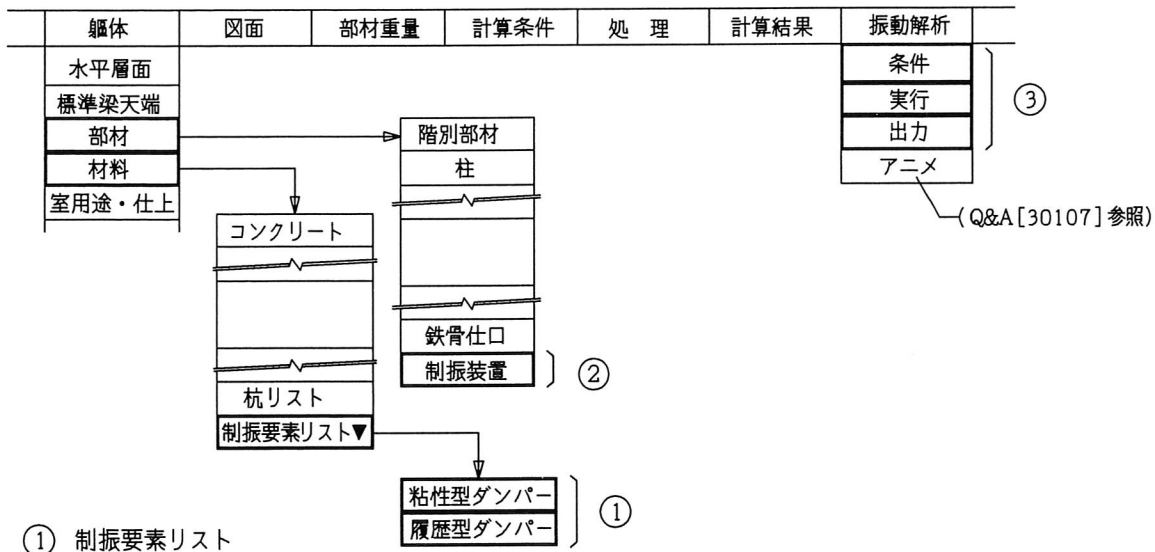 躯体 図面 部材重量 計算条件 処 理 計算結果 振動解析
水平層面
標準梁天端
部材
材料
室用途・仕上
階別部材
柱
鉄骨仕口
制振装置
②
コンクリート
杭リスト
制振要素リスト▼
粘性型ダンパー
履歴型ダンパー
①
条件
実行
出力
アニメ
③
(Q&A[30107]参照)
① 制振要素リスト